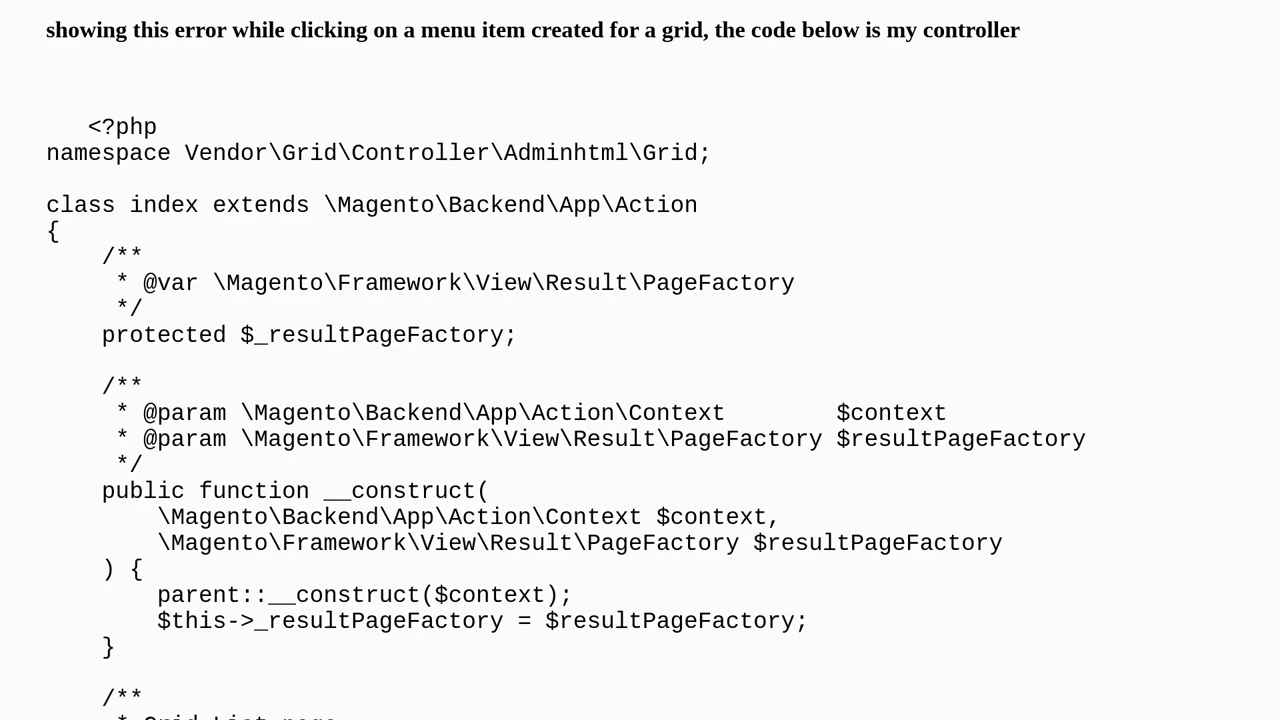 showing this error while clicking on a menu item created for a grid, the code below is my controller
<?php
namespace Vendor\Grid\Controller\Adminhtml\Grid;
class index extends \Magento\Backend\App\Action
{
/**
* @var \Magento\Framework\View\Result\PageFactory
*/
protected $_resultPageFactory;
/**
* @param \Magento\Backend\App\Action\Context        $context
* @param \Magento\Framework\View\Result\PageFactory $resultPageFactory
*/
public function __construct(
\Magento\Backend\App\Action\Context $context,
\Magento\Framework\View\Result\PageFactory $resultPageFactory
) {
parent::__construct($context);
$this->_resultPageFactory = $resultPageFactory;
}
/**
* Grid List page